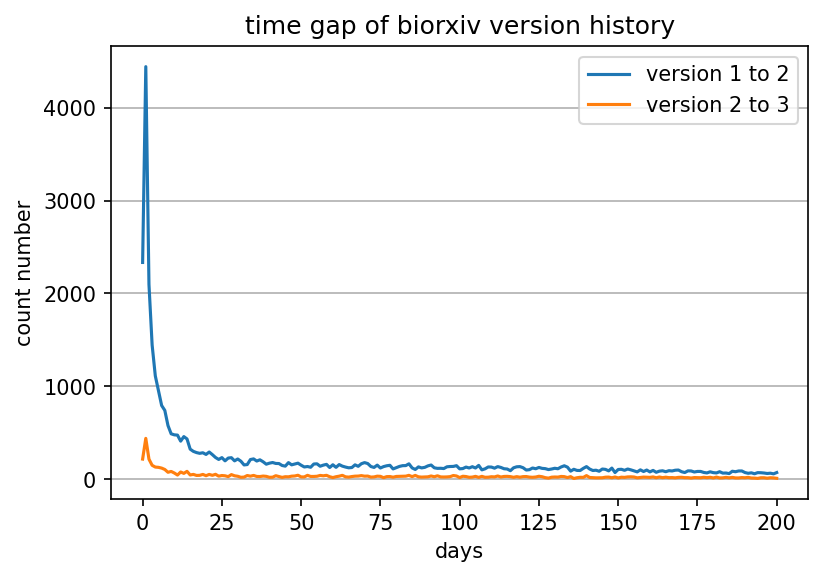 time gap of biorxiv version history
version 1 to 2
version 2 to 3
count number
4000
3000
2000
1000
0
0 25 50 75 100 125 150 175 200
days